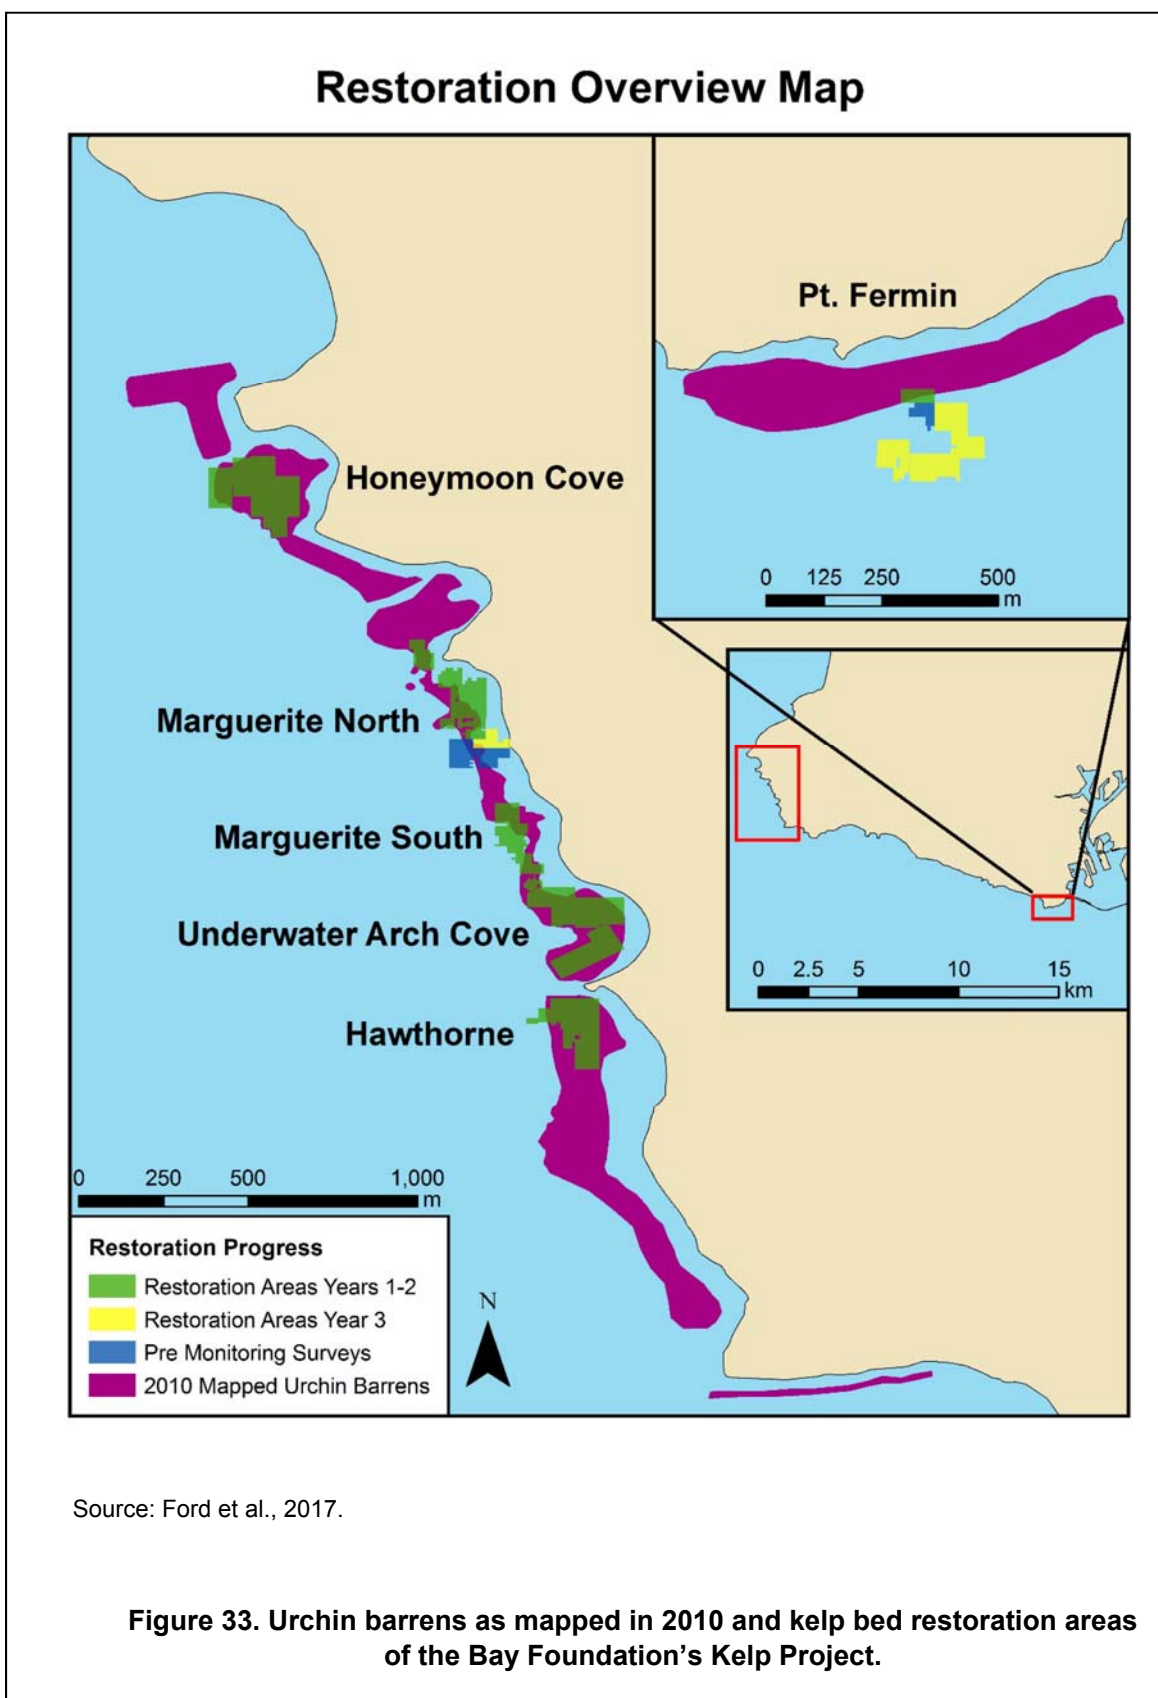 Restoration Overview Map
Pt. Fermin
0 125 250 500
m
Honeymoon Cove
Marguerite North
Marguerite South
Underwater Arch Cove
Hawthorne
0 2.5 5 10 15
km
0 250 500 1,000
m
Restoration Progress
Restoration Areas Years 1-2
Restoration Areas Year 3
Pre Monitoring Surveys
2010 Mapped Urchin Barrens
N
Source: Ford et al., 2017.
Figure 33. Urchin barrens as mapped in 2010 and kelp bed restoration areas
of the Bay Foundation’s Kelp Project.